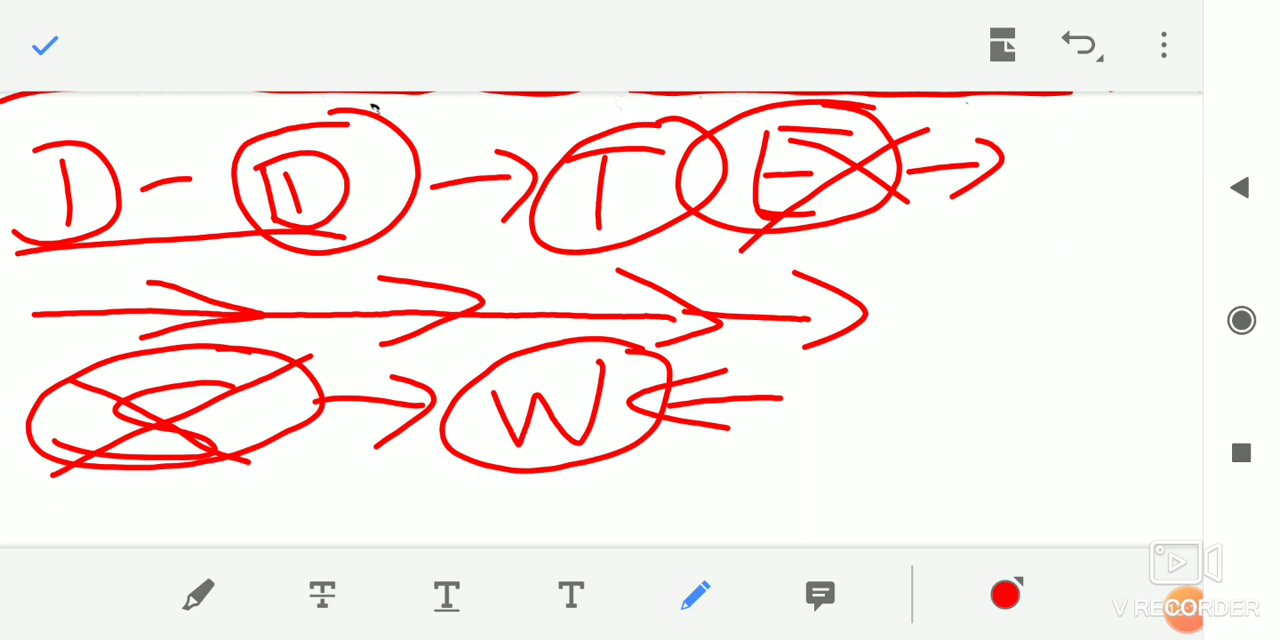 D - D → T E →
S → W
V RECORDER